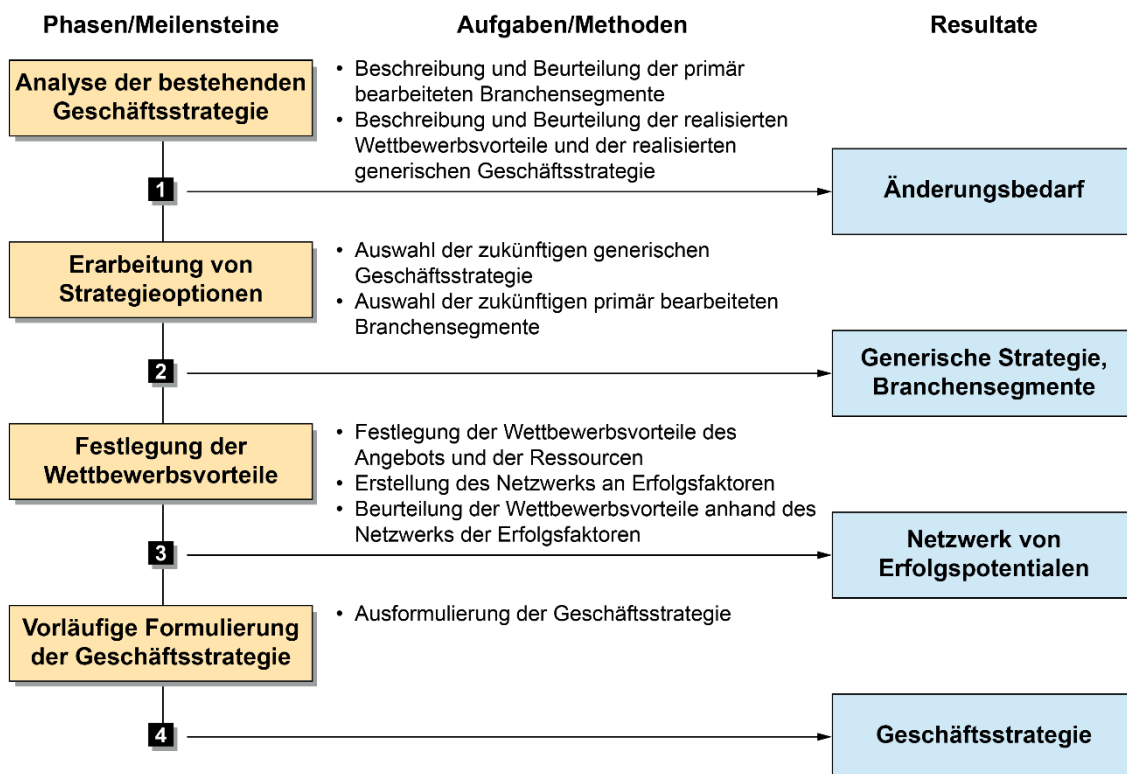 Phasen/Meilensteine
Aufgaben/Methoden
Resultate
Analyse der bestehenden
Geschäftsstrategie
• Beschreibung und Beurteilung der primär
bearbeiteten Branchensegmente
• Beschreibung und Beurteilung der realisierten
Wettbewerbsvorteile und der realisierten
generischen Geschäftsstrategie
1
Änderungsbedarf
Erarbeitung von
Strategieoptionen
• Auswahl der zukünftigen generischen
Geschäftsstrategie
• Auswahl der zukünftigen primär bearbeiteten
Branchensegmente
2
Generische Strategie,
Branchensegmente
Festlegung der
Wettbewerbsvorteile
• Festlegung der Wettbewerbsvorteile des
Angebots und der Ressourcen
• Erstellung des Netzwerks an Erfolgsfaktoren
• Beurteilung der Wettbewerbsvorteile anhand des
Netzwerks der Erfolgsfaktoren
3
Netzwerk von
Erfolgspotentialen
Vorläufige Formulierung
der Geschäftsstrategie
• Ausformulierung der Geschäftsstrategie
4
Geschäftsstrategie